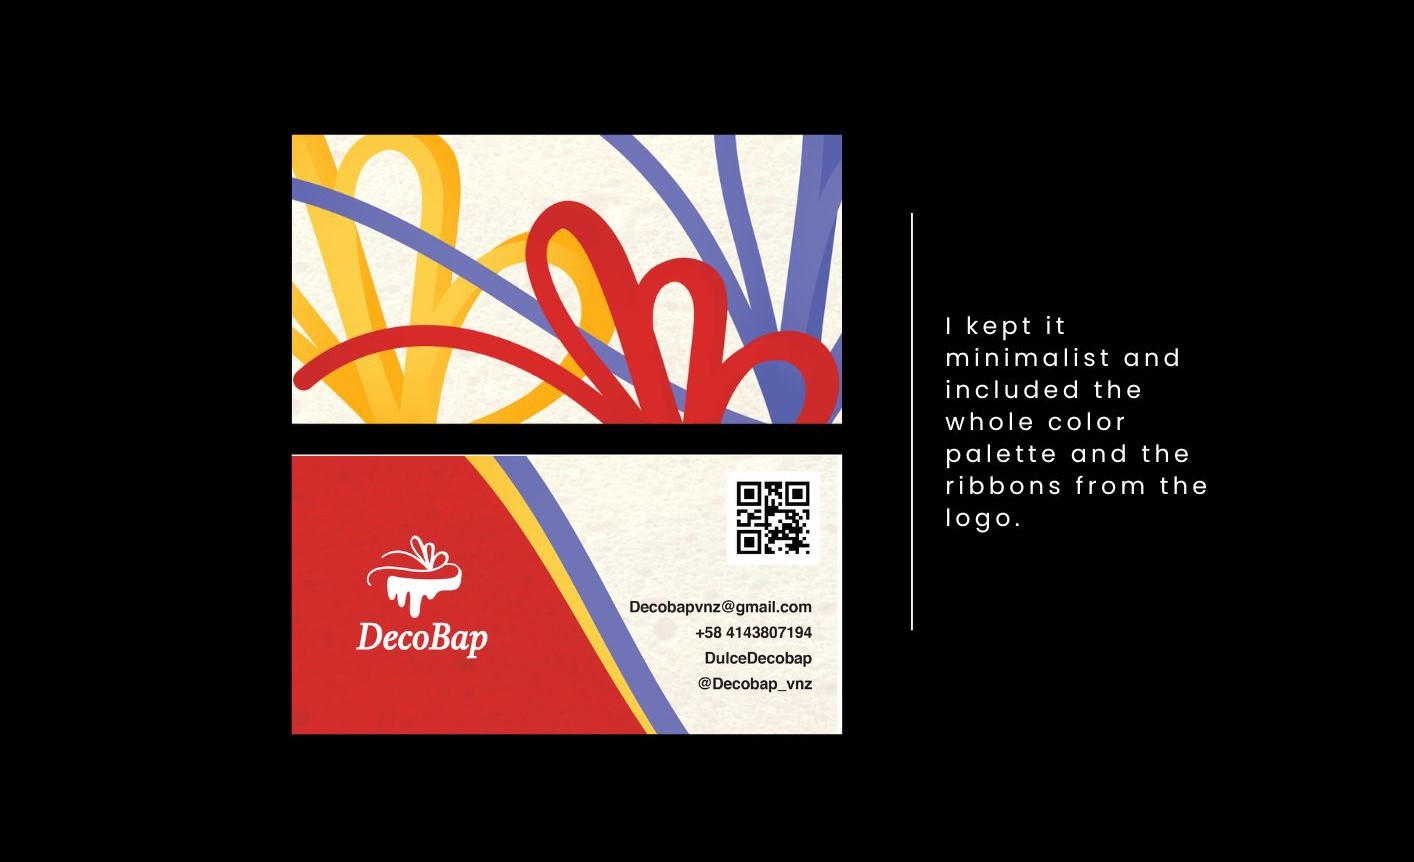 DecoBap
Decobapvnz@gmail.com
+58 4143807194
DulceDecobap
@Decobap_vnz
I kept it
minimalist and
included the
whole color
palette and the
ribbons from the
logo.